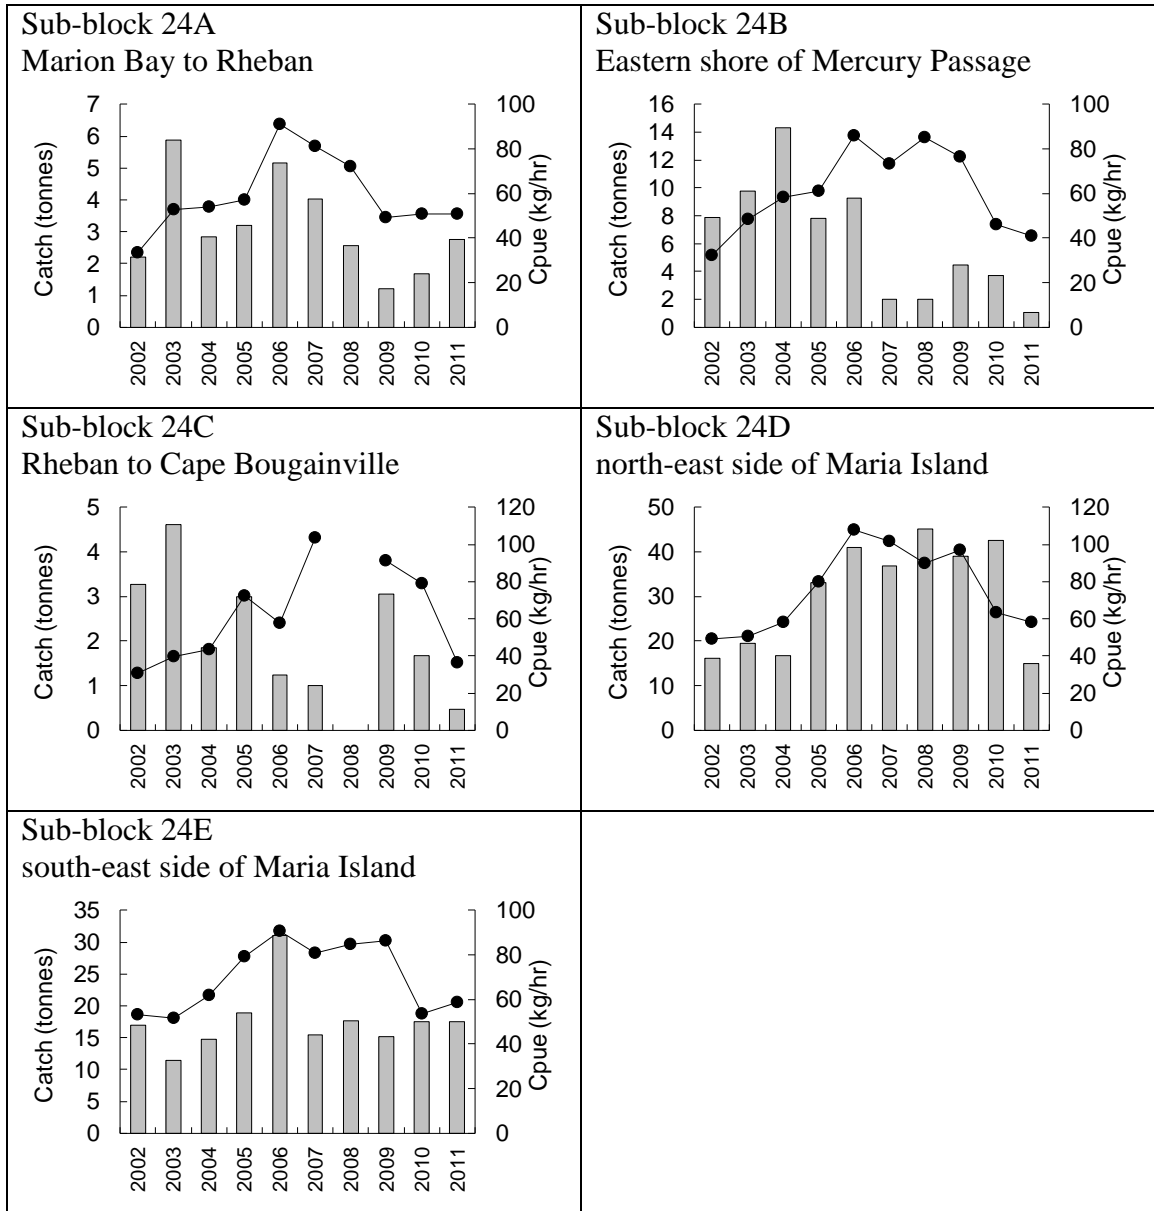 Sub-block 24A
Marion Bay to Rheban
Catch (tonnes)
7
6
5
4
3
2
1
0
100
80
60
40
20
0
Cpue (kg/hr)
2002 2003 2004 2005 2006 2007 2008 2009 2010 2011
Sub-block 24B
Eastern shore of Mercury Passage
Catch (tonnes)
16
14
12
10
8
6
4
2
0
100
80
60
40
20
0
Cpue (kg/hr)
2002 2003 2004 2005 2006 2007 2008 2009 2010 2011
Sub-block 24C
Rheban to Cape Bougainville
Catch (tonnes)
5
4
3
2
1
0
120
100
80
60
40
20
0
Cpue (kg/hr)
2002 2003 2004 2005 2006 2007 2008 2009 2010 2011
Sub-block 24D
north-east side of Maria Island
Catch (tonnes)
50
40
30
20
10
0
120
100
80
60
40
20
0
Cpue (kg/hr)
2002 2003 2004 2005 2006 2007 2008 2009 2010 2011
Sub-block 24E
south-east side of Maria Island
Catch (tonnes)
35
30
25
20
15
10
5
0
100
80
60
40
20
0
Cpue (kg/hr)
2002 2003 2004 2005 2006 2007 2008 2009 2010 2011